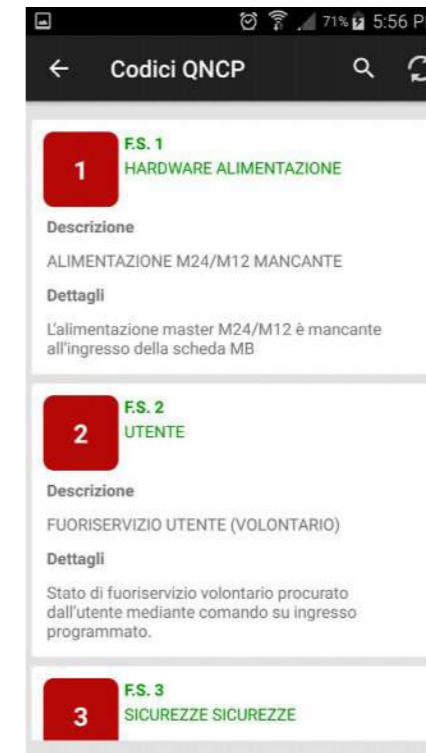 71% 5:56 P
Codici QNCP
1
F.S. 1
HARDWARE ALIMENTAZIONE
Descrizione
ALIMENTAZIONE M24/M12 MANCANTE
Dettagli
L'alimentazione master M24/M12 è mancante
all'ingresso della scheda MB
2
F.S. 2
UTENTE
Descrizione
FUORISERVIZIO UTENTE (VOLONTARIO)
Dettagli
Stato di fuoriservizio volontario procurato
dall'utente mediante comando su ingresso
programmato.
3
F.S. 3
SICUREZZE SICUREZZE